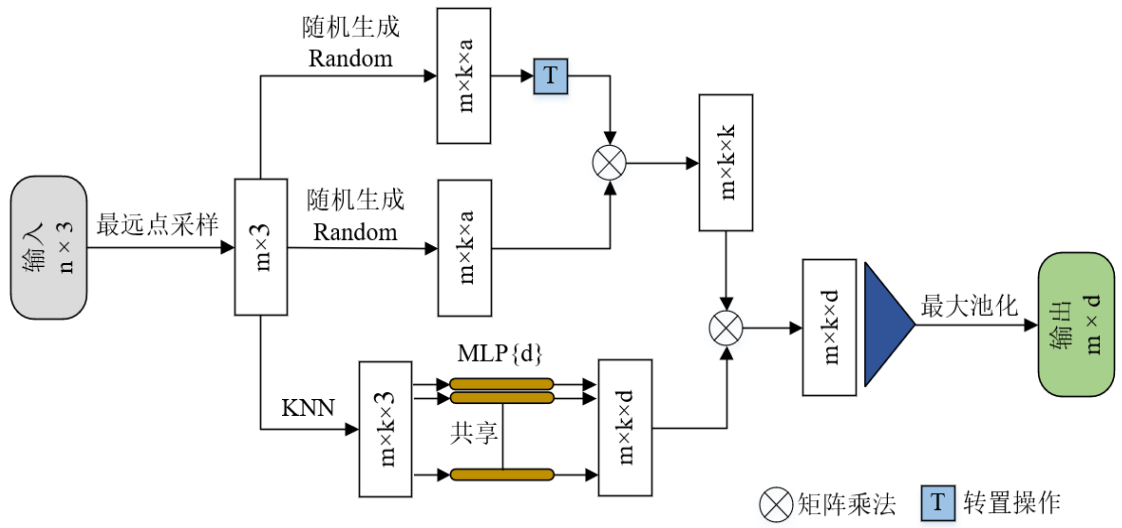 输入
n × 3
最远点采样
m×3
随机生成
Random
m×k×a
T
随机生成
Random
m×k×a
m×k×k
KNN
m×k×3
MLP{d}
共享
m×k×d
m×k×d
最大池化
输出
m × d
矩阵乘法
T 转置操作